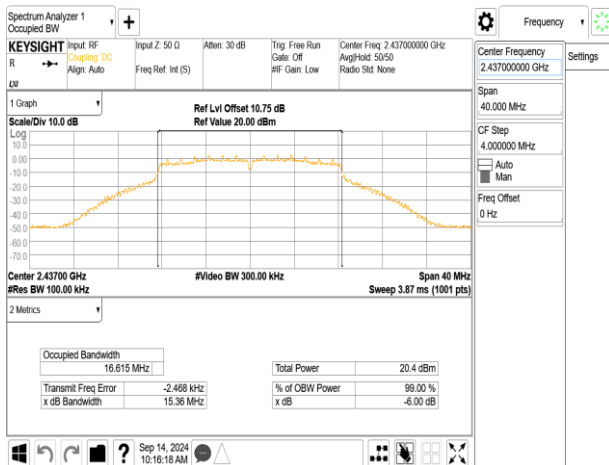 Spectrum Analyzer 1
Occupied BW
Frequency
KEYSIGHT
R
Input: RF
Coupling: DC
Align: Auto
Input Z: 50 Ω
Freq Ref: Int (S)
Atten: 30 dB
Trig: Free Run
Gate: Off
#IF Gain: Low
Center Freq: 2.437000000 GHz
Avg|Hold: 50/50
Radio Std: None
Center Frequency
2.437000000 GHz
Settings
Span
40.000 MHz
CF Step
4.000000 MHz
Auto
Man
Freq Offset
0 Hz
1 Graph
Scale/Div 10.0 dB
Ref Lvl Offset 10.75 dB
Ref Value 20.00 dBm
Log
10.0
0.00
-10.0
-20.0
-30.0
-40.0
-50.0
-60.0
-70.0
Center 2.43700 GHz
#Res BW 100.00 kHz
#Video BW 300.00 kHz
Span 40 MHz
Sweep 3.87 ms (1001 pts)
2 Metrics
Occupied Bandwidth
16.615 MHz
Transmit Freq Error -2.468 kHz
x dB Bandwidth 15.36 MHz
Total Power 20.4 dBm
% of OBW Power 99.00 %
x dB -6.00 dB
?
Sep 14, 2024
10:16:18 AM